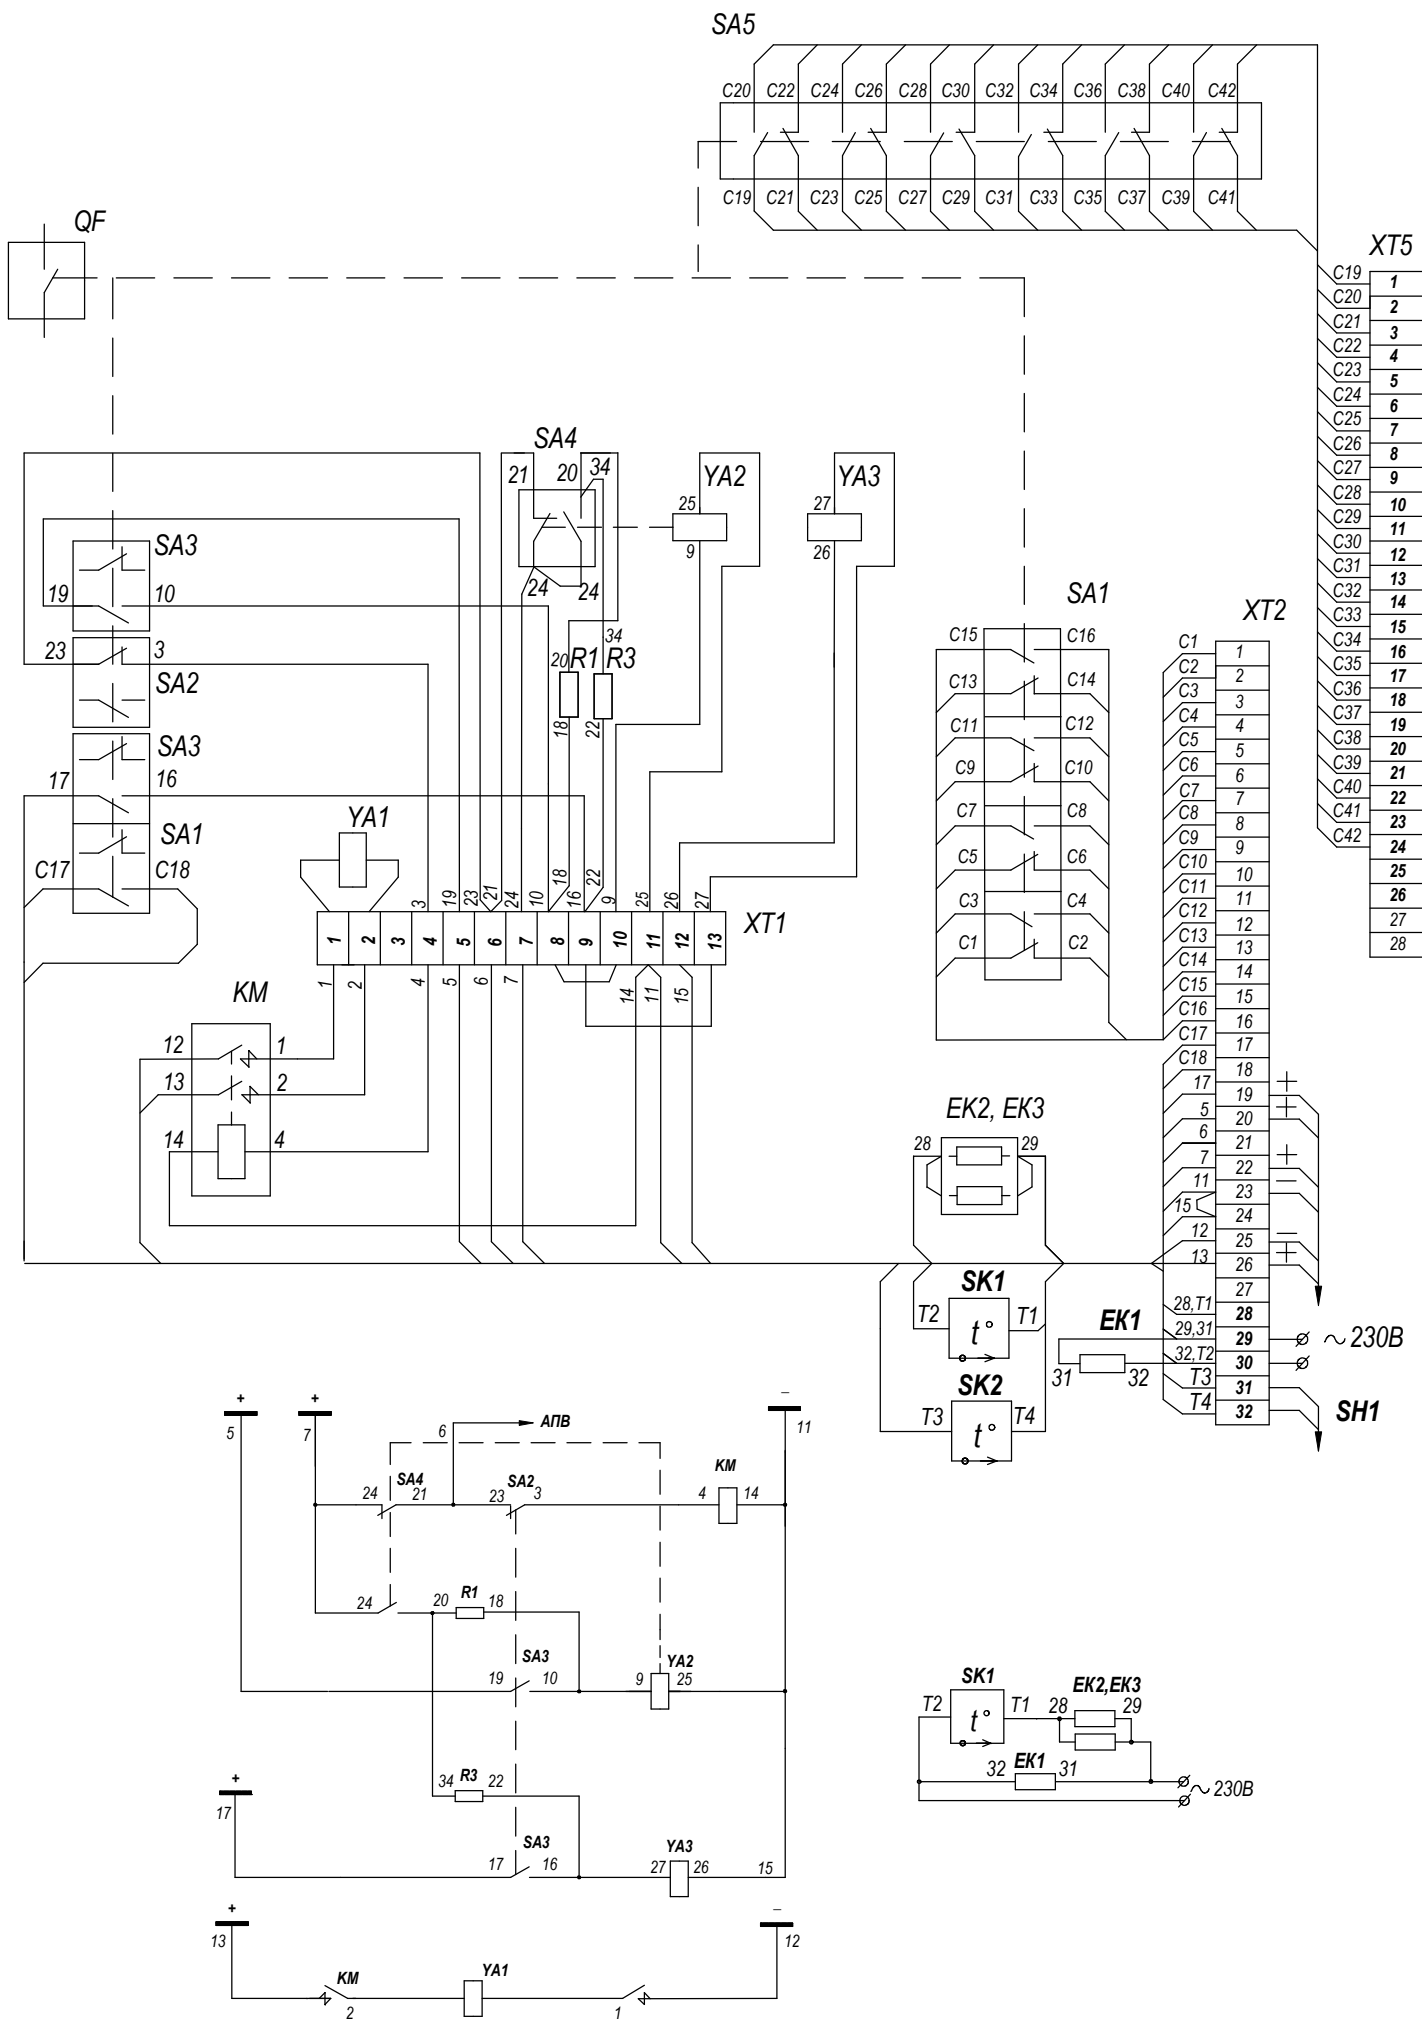 SA5
C20 C22 C24 C26 C28 C30 C32 C34 C36 C38 C40 C42
C19 C21 C23 C25 C27 C29 C31 C33 C35 C37 C39 C41
QF
XT5
C19 1
C20 2
C21 3
C22 4
C23 5
C24 6
C25 7
C26 8
C27 9
C28 10
C29 11
C30 12
C31 13
C32 14
C33 15
C34 16
C35 17
C36 18
C37 19
C38 20
C39 21
C40 22
C41 23
C42 24
25
26
27
28
SA4
21 20 34
24 24
YA2
25
9
YA3
27
26
SA3
19 10
23 3
SA2
SA3
17 16
SA1
C17 C18
YA1
34
20 R1 R3
18 22
3 19 23 21 24 10 18 16 22 9 25 26 27
1 2 3 4 5 6 7 8 9 10 11 12 13
XT1
1 2 4 5 6 7 14 11 15
KM
12 1
13 2
14 4
SA1
C15 C16
C13 C14
C11 C12
C9 C10
C7 C8
C5 C6
C3 C4
C1 C2
XT2
C1 1
C2 2
C3 3
C4 4
C5 5
C6 6
C7 7
C8 8
C9 9
C10 10
C11 11
C12 12
C13 13
C14 14
C15 15
C16 16
C17 17
C18 18
17 19 +
5 20 +
6 21
7 22 +
11 23 −
15 24
12 25 −
13 26 +
27
28,T1 28
29,31 29
32,T2 30
T3 31
T4 32
~ 230В
SH1
EK2, EK3
28 29
SK1
T2 t° T1
EK1
31 32
SK2
T3 t° T4
+ + −
5 7 6 АПВ 11
SA4 SA2 KM
24 21 23 3 4 14
R1
24 20 18
SA3 YA2
19 10 9 25
+
17
R3
34 22
SA3 YA3
17 16 27 26 15
+ −
13 12
KM YA1
2 1
SK1 EK2,EK3
T2 t° T1 28 29
EK1
32 31
~ 230В